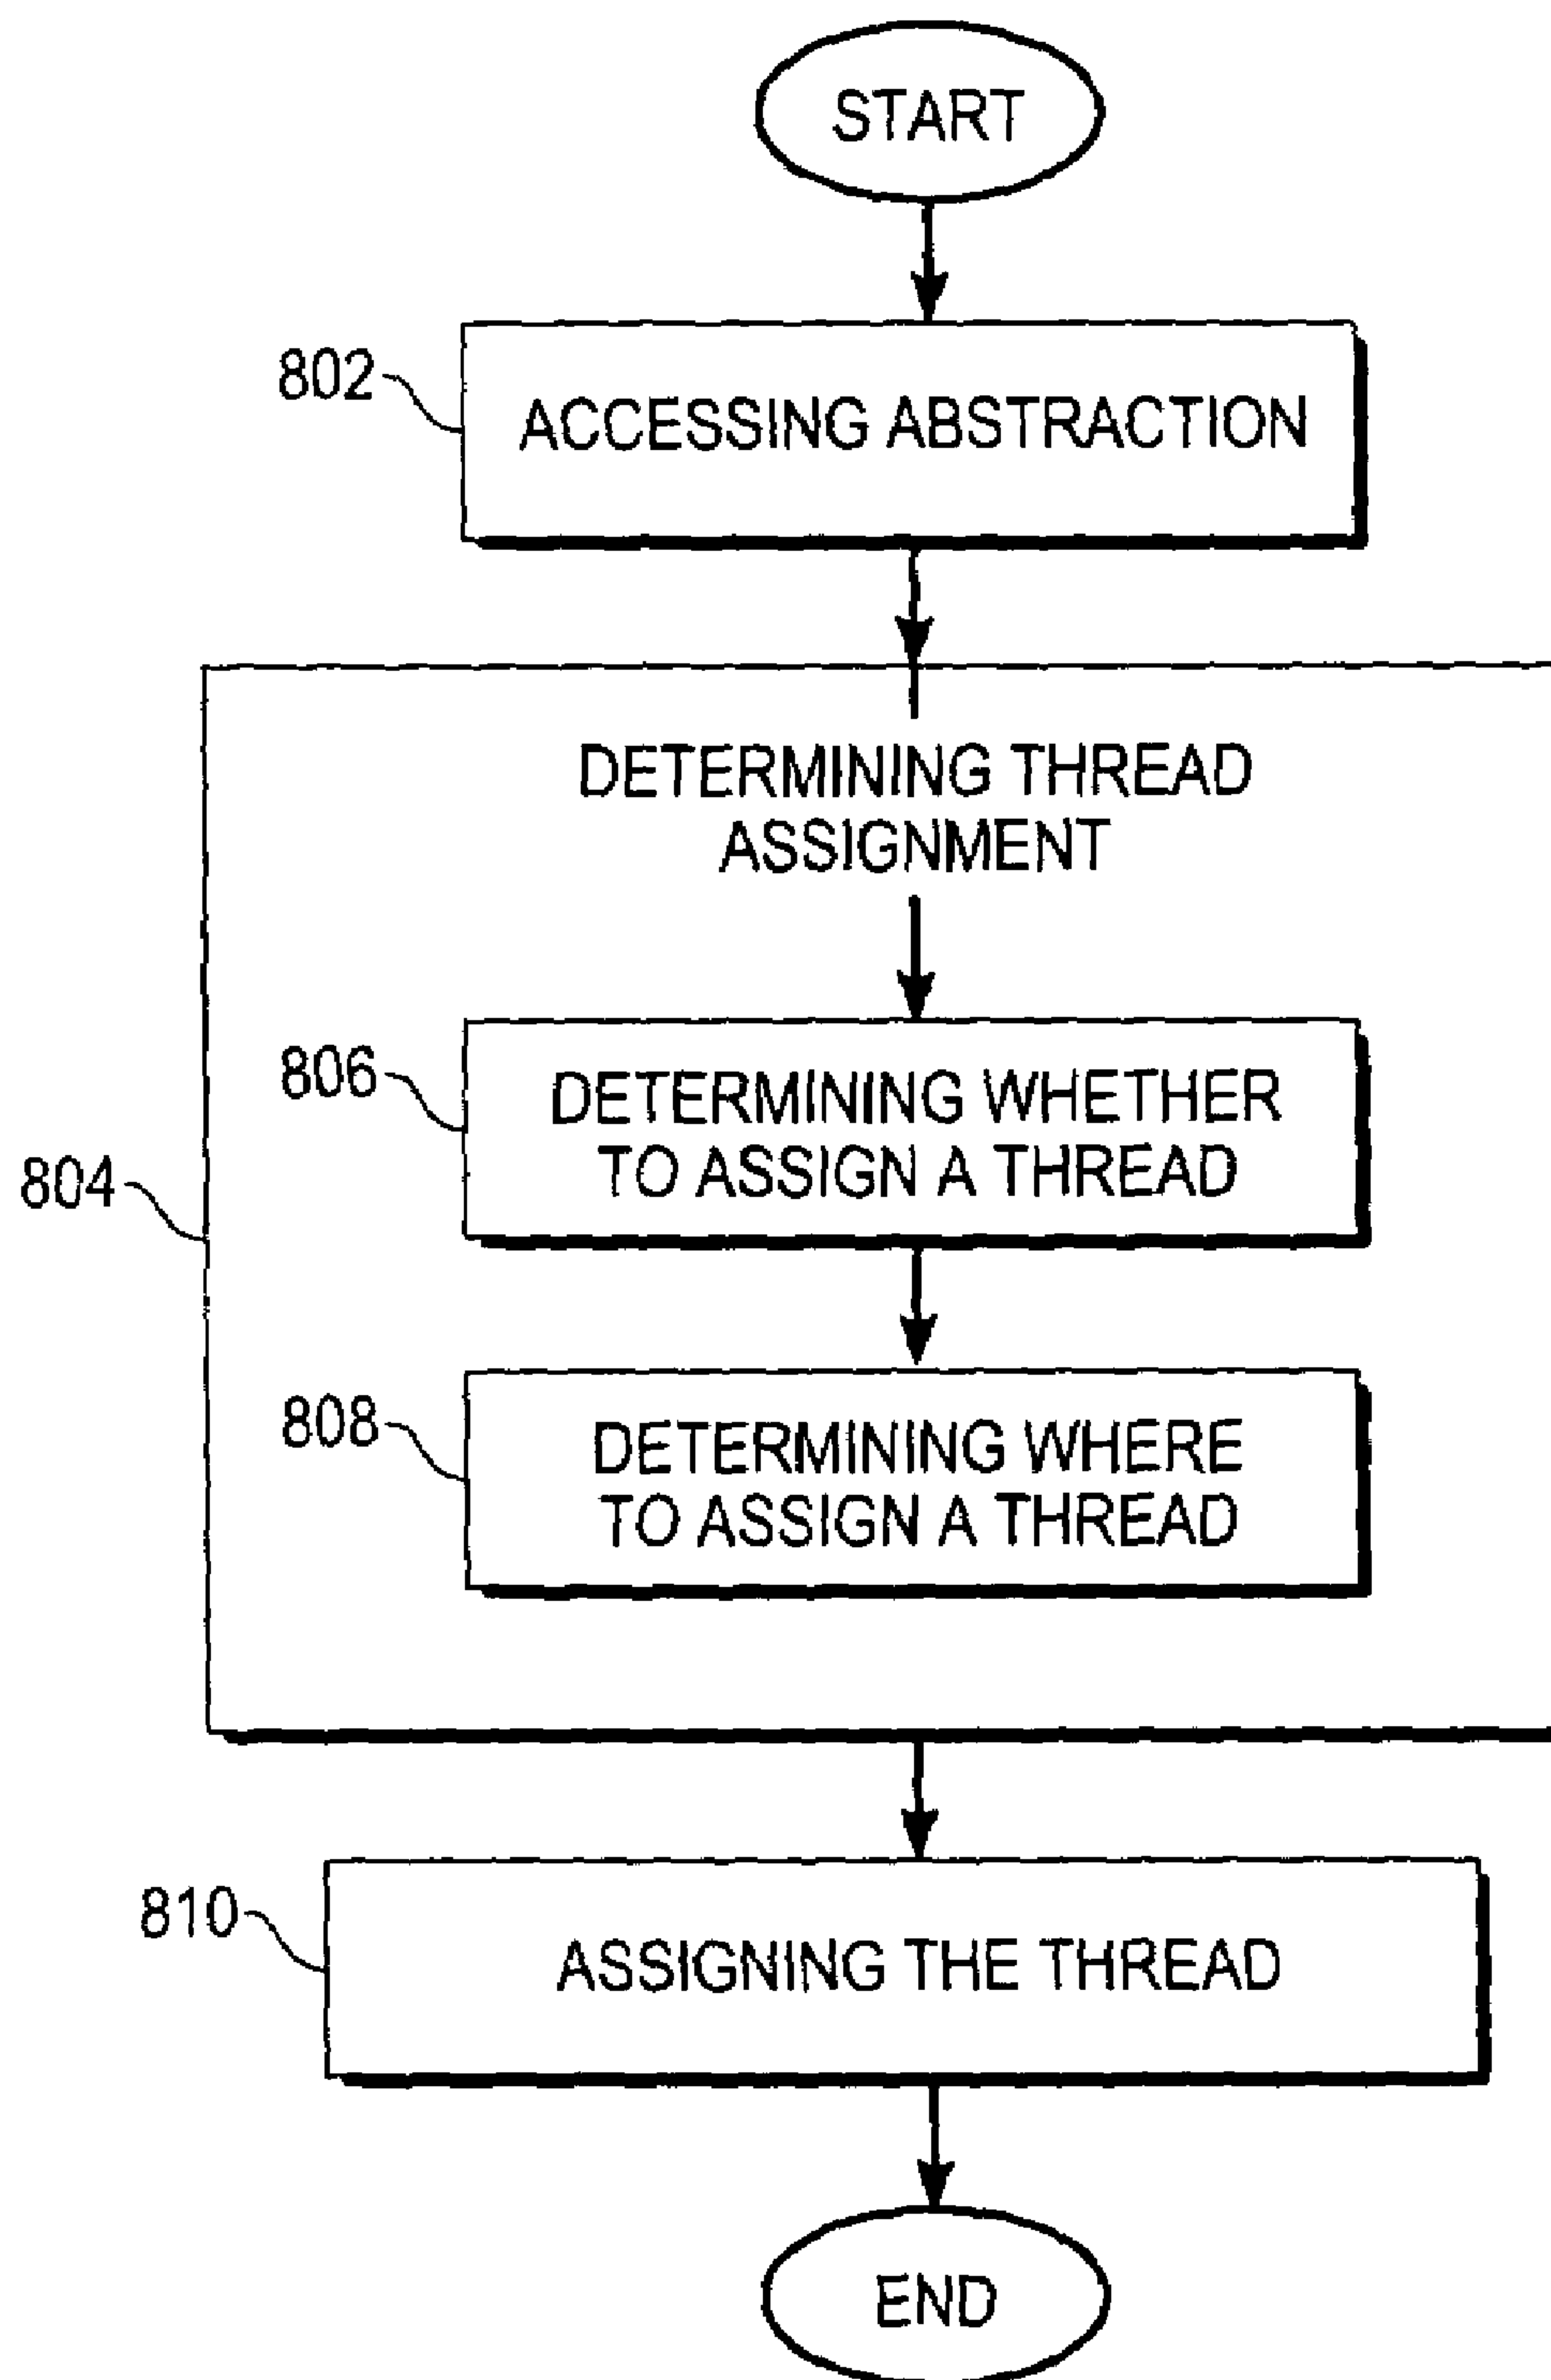 START
802
ACCESSING ABSTRACTION
DETERMINING THREAD
ASSIGNMENT
806
DETERMINING WHETHER
TO ASSIGN A THREAD
804
808
DETERMINING WHERE
TO ASSIGN A THREAD
810
ASSIGNING THE THREAD
END